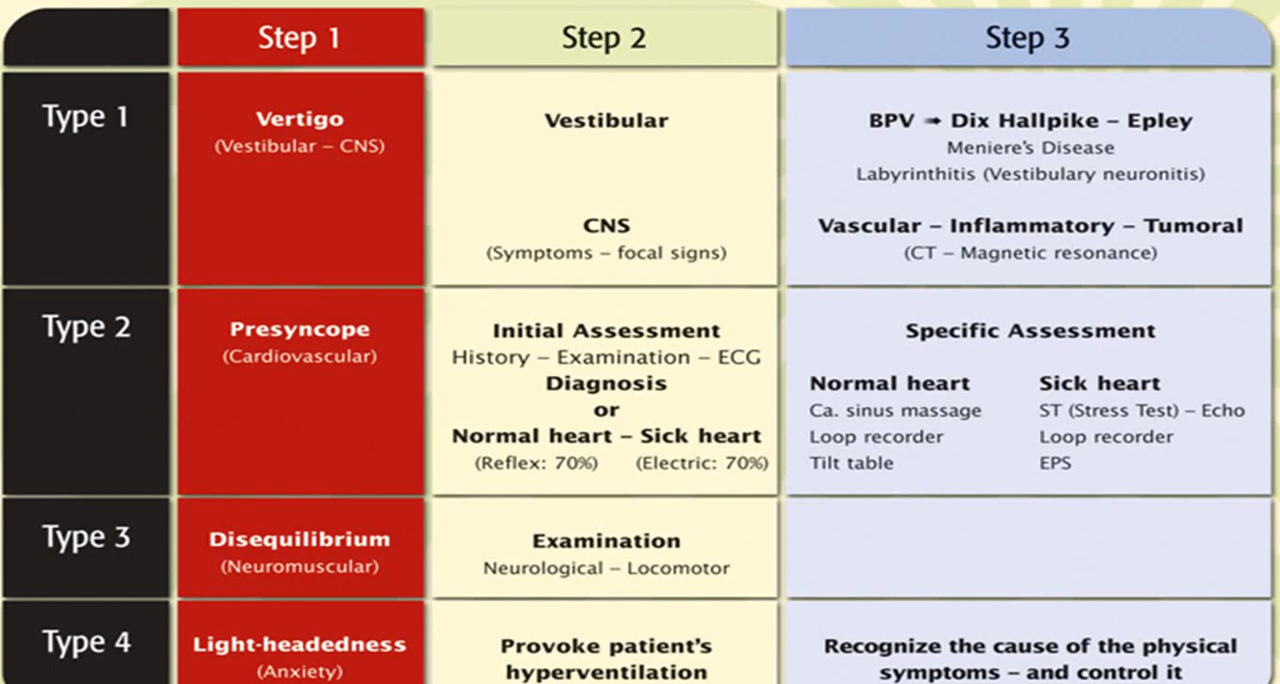 Step 1 Step 2 Step 3
Type 1
Vertigo
(Vestibular – CNS)
Vestibular
CNS
(Symptoms – focal signs)
BPV ➠ Dix Hallpike – Epley
Meniere's Disease
Labyrinthitis (Vestibulary neuronitis)
Vascular – Inflammatory – Tumoral
(CT – Magnetic resonance)
Type 2
Presyncope
(Cardiovascular)
Initial Assessment
History – Examination – ECG
Diagnosis
or
Normal heart – Sick heart
(Reflex: 70%) (Electric: 70%)
Specific Assessment
Normal heart Sick heart
Ca. sinus massage ST (Stress Test) – Echo
Loop recorder Loop recorder
Tilt table EPS
Type 3
Disequilibrium
(Neuromuscular)
Examination
Neurological – Locomotor
Type 4
Light-headedness
(Anxiety)
Provoke patient's
hyperventilation
Recognize the cause of the physical
symptoms – and control it